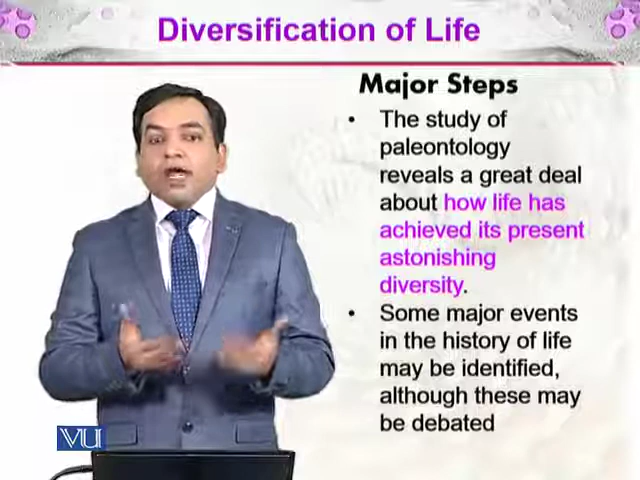 Diversification of Life
Major Steps
• The study of
paleontology
reveals a great deal
about how life has
achieved its present
astonishing
diversity.
• Some major events
in the history of life
may be identified,
although these may
be debated
VU